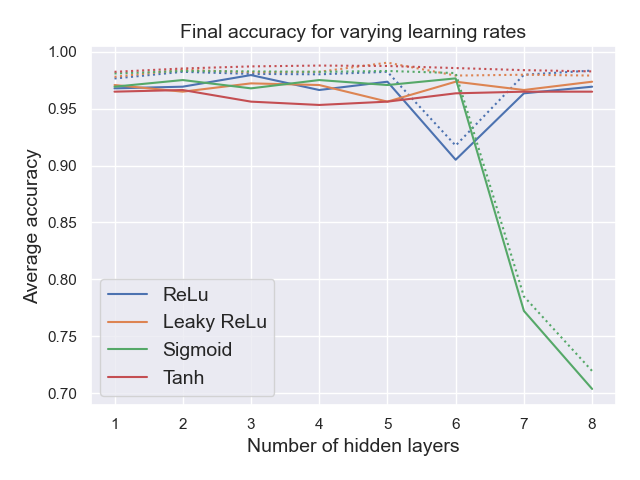 Final accuracy for varying learning rates
1.00
0.95
0.90
0.85
0.80
0.75
0.70
Average accuracy
ReLu
Leaky ReLu
Sigmoid
Tanh
1 2 3 4 5 6 7 8
Number of hidden layers